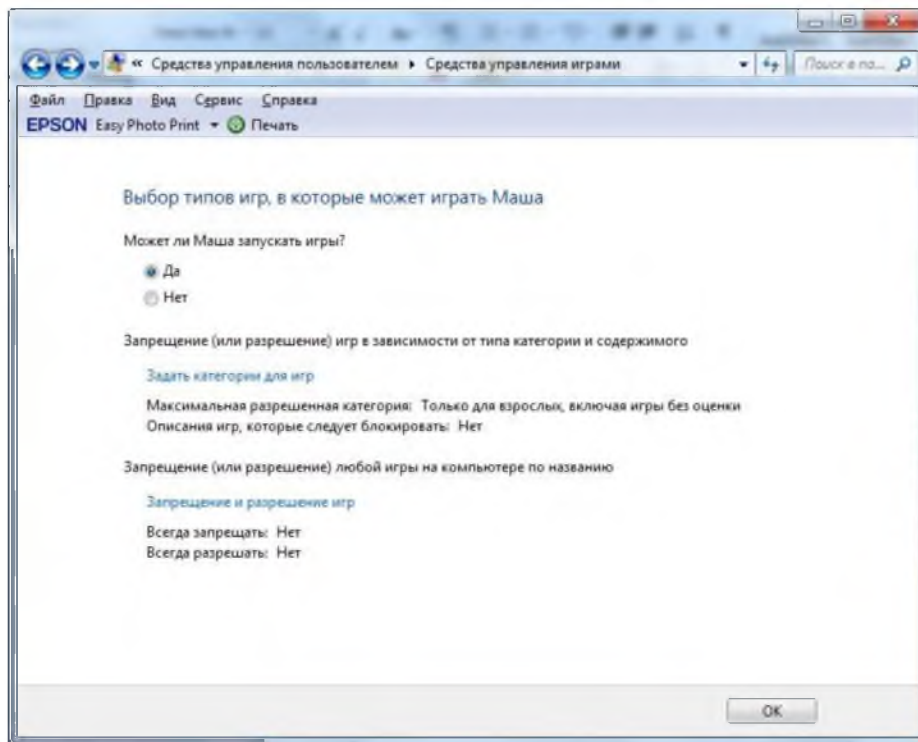 « Средства управления пользователем ▸ Средства управления играми
Поиск в па...
Файл Правка Вид Сервис Справка
EPSON Easy Photo Print Печать
Выбор типов игр, в которые может играть Маша
Может ли Маша запускать игры?
Да
Нет
Запрещение (или разрешение) игр в зависимости от типа категории и содержимого
Задать категории для игр
Максимальная разрешенная категория: Только для взрослых, включая игры без оценки
Описания игр, которые следует блокировать: Нет
Запрещение (или разрешение) любой игры на компьютере по названию
Запрещение и разрешение игр
Всегда запрещать: Нет
Всегда разрешать: Нет
ОК